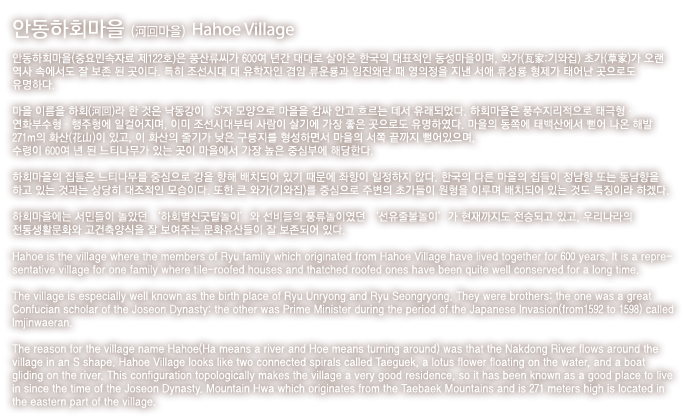 안동하회마을 (河回마을) Hahoe Village
안동하회마을(중요민속자료 제122호)은 풍산류씨가 600여 년간 대대로 살아온 한국의 대표적인 동성마을이며, 와가(瓦家:기와집) 초가(草家)가 오랜
역사 속에서도 잘 보존 된 곳이다. 특히 조선시대 대 유학자인 겸암 류운룡과 임진왜란 때 영의정을 지낸 서애 류성룡 형제가 태어난 곳으로도
유명하다.
마을 이름을 하회(河回)라 한 것은 낙동강이 ‘S’자 모양으로 마을을 감싸 안고 흐르는 데서 유래되었다. 하회마을은 풍수지리적으로 태극형·
연화부수형·행주형에 일컬어지며, 이미 조선시대부터 사람이 살기에 가장 좋은 곳으로도 유명하였다. 마을의 동쪽에 태백산에서 뻗어 나온 해발
271m의 화산(花山)이 있고, 이 화산의 줄기가 낮은 구릉지를 형성하면서 마을의 서쪽 끝까지 뻗어있으며,
수령이 600여 년 된 느티나무가 있는 곳이 마을에서 가장 높은 중심부에 해당한다.
하회마을의 집들은 느티나무를 중심으로 강을 향해 배치되어 있기 때문에 좌향이 일정하지 않다. 한국의 다른 마을의 집들이 정남향 또는 동남향을
하고 있는 것과는 상당히 대조적인 모습이다. 또한 큰 와가(기와집)를 중심으로 주변의 초가들이 원형을 이루며 배치되어 있는 것도 특징이라 하겠다.
하회마을에는 서민들이 놀았던 ‘하회별신굿탈놀이’와 선비들의 풍류놀이였던 ‘선유줄불놀이’가 현재까지도 전승되고 있고, 우리나라의
전통생활문화와 고건축양식을 잘 보여주는 문화유산들이 잘 보존되어 있다.
Hahoe is the village where the members of Ryu family which originated from Hahoe Village have lived together for 600 years. It is a repre-
sentative village for one family where tile-roofed houses and thatched roofed ones have been quite well conserved for a long time.
The village is especially well known as the birth place of Ryu Unryong and Ryu Seongryong. They were brothers: the one was a great
Confucian scholar of the Joseon Dynasty: the other was Prime Minister during the period of the Japanese Invasion(from1592 to 1598) called
Imjinwaeran.
The reason for the village name Hahoe(Ha means a river and Hoe means turning around) was that the Nakdong River flows around the
village in an S shape. Hahoe Village looks like two connected spirals called Taeguek, a lotus flower floating on the water, and a boat
gliding on the river. This configuration topologically makes the village a very good residence, so it has been known as a good place to live
in since the time of the Joseon Dynasty. Mountain Hwa which originates from the Taebaek Mountains and is 271 meters high is located in
the eastern part of the village.